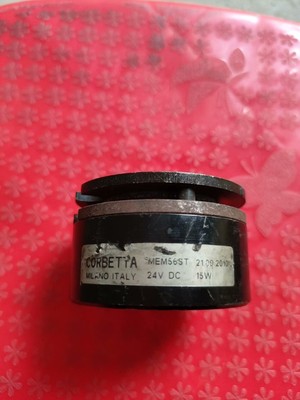 CORBETTA MEM56ST
MILANO ITALY 24V DC 15W